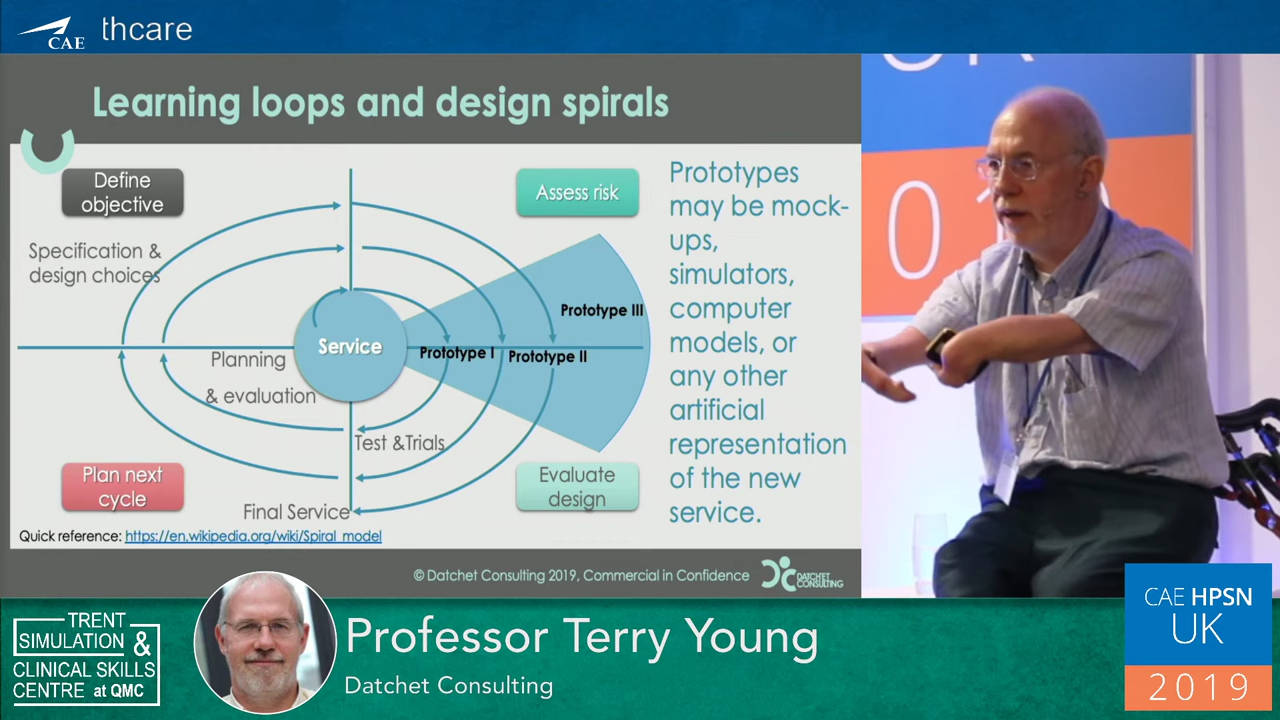 CAE
thcare
Learning loops and design spirals
Define
objective
Assess risk
Specification &
design choices
Prototypes
may be mock-
ups,
simulators,
computer
models, or
any other
artificial
representation
of the new
service.
Service
Prototype I
Prototype II
Prototype III
Planning
& evaluation
Test &Trials
Plan next
cycle
Evaluate
design
Final Service
Quick reference: https://en.wikipedia.org/wiki/Spiral_model
© Datchet Consulting 2019, Commercial in Confidence
DATCHET
CONSULTING
TRENT
SIMULATION &
CLINICAL SKILLS
CENTRE at QMC
Professor Terry Young
Datchet Consulting
CAE HPSN
UK
2019